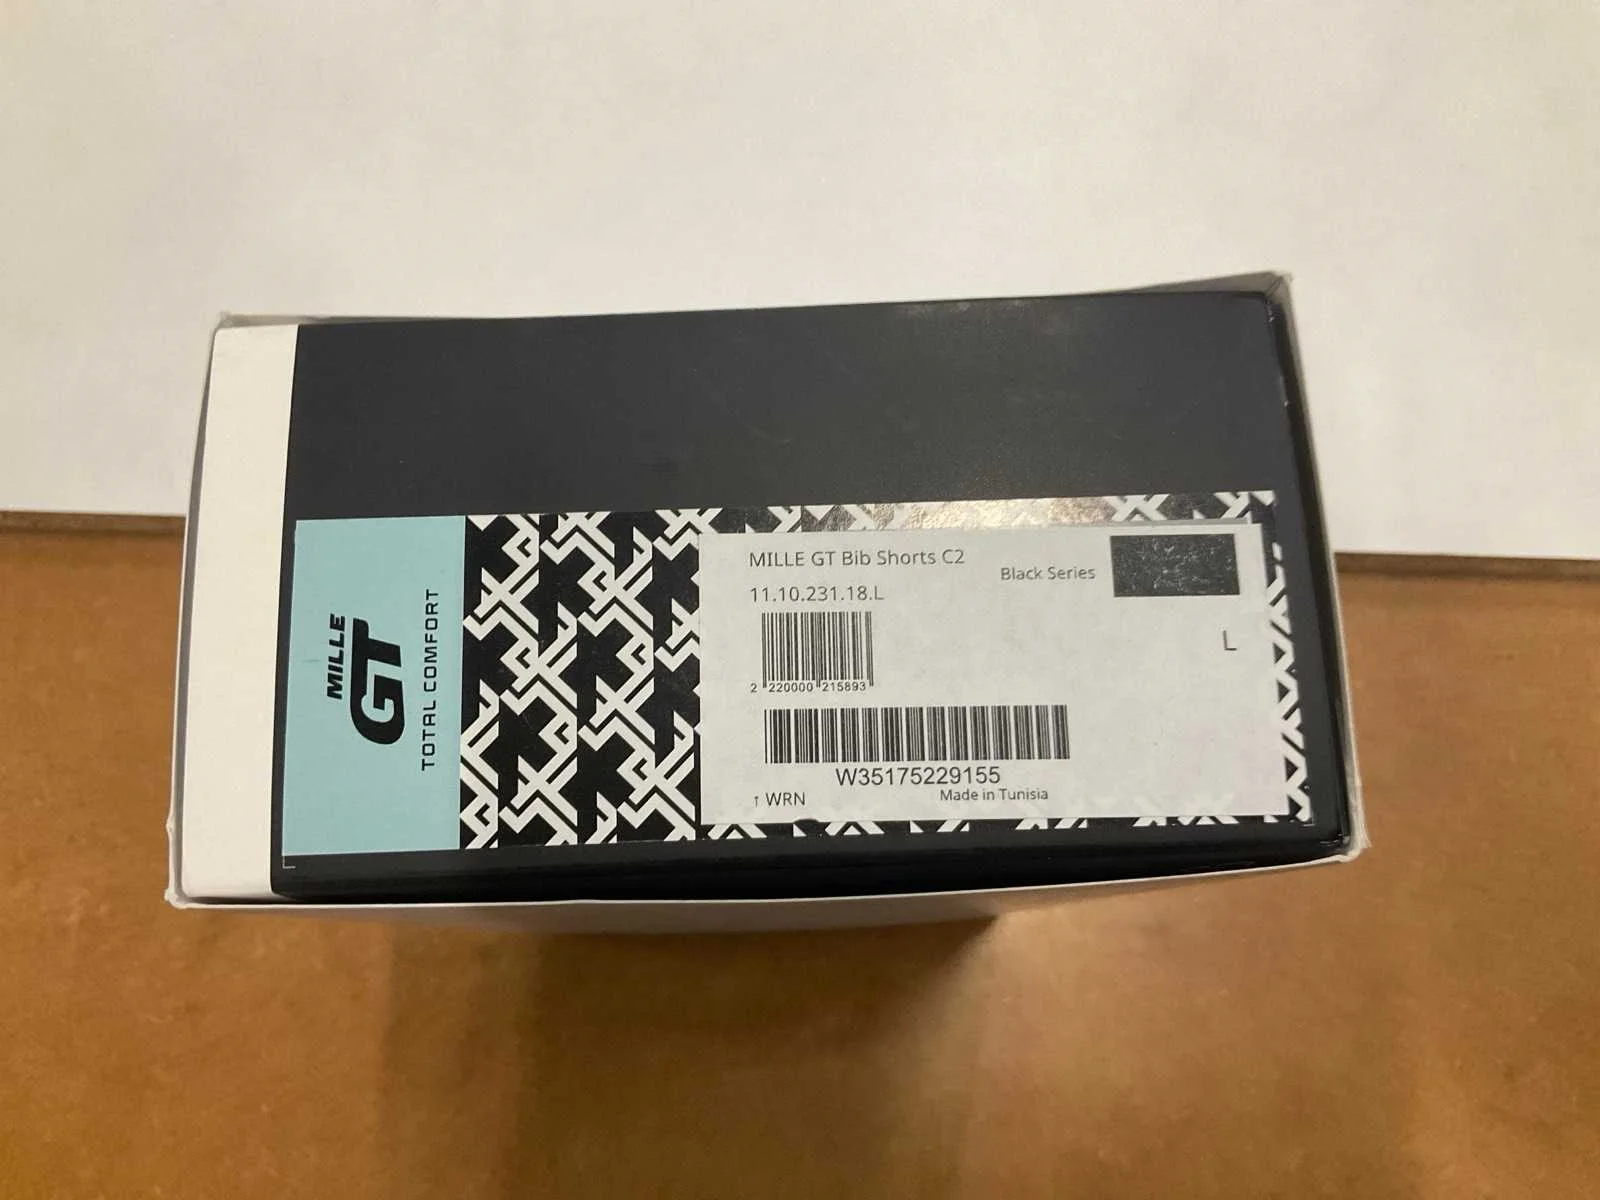 MILLE
GT
TOTAL COMFORT
MILLE GT Bib Shorts C2
Black Series
11.10.231.18.L
L
2 220000 215893
W35175229155
↑ WRN
Made in Tunisia